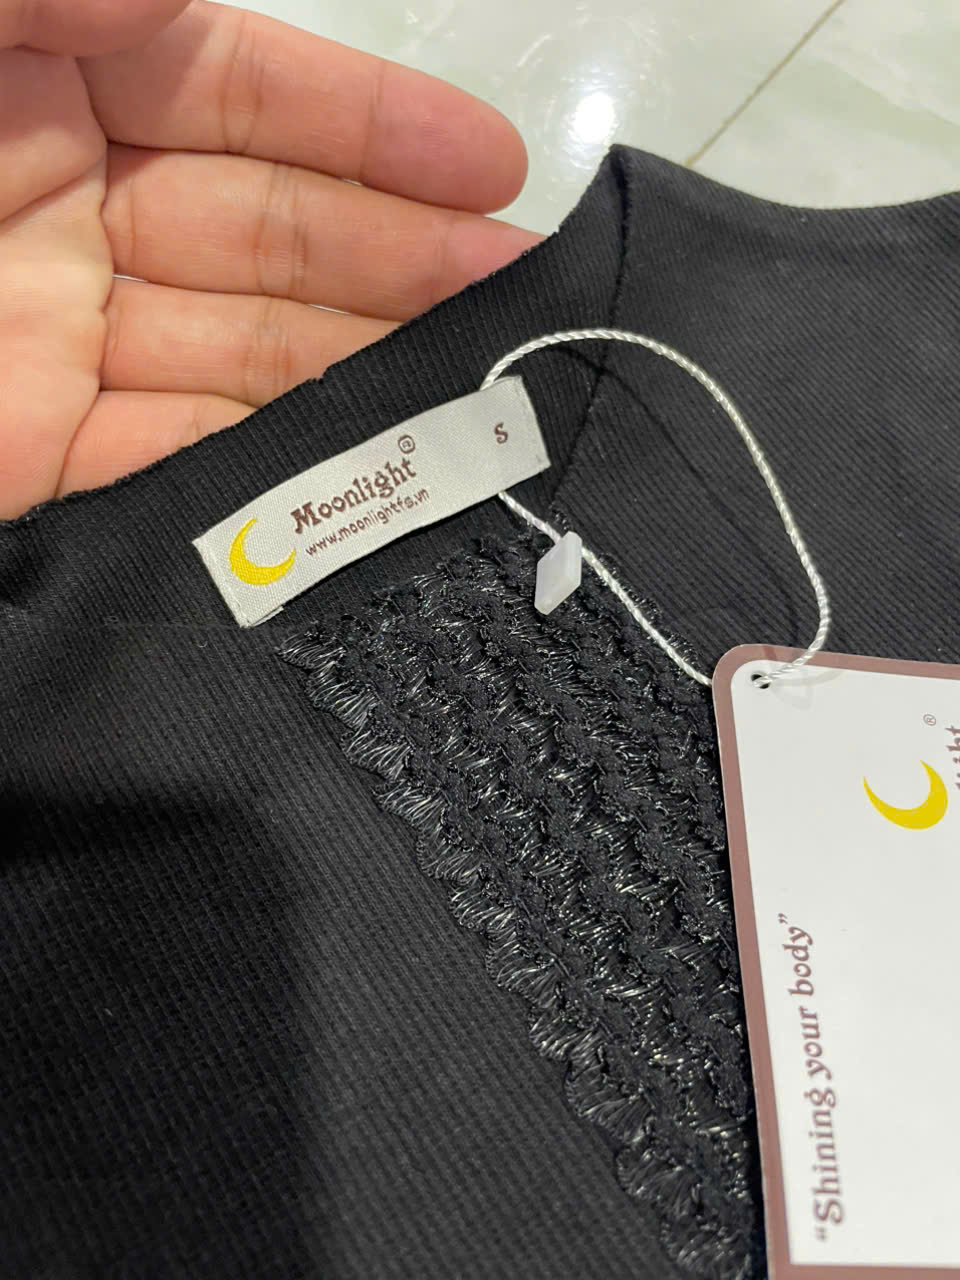 Moonlight®
www.moonlightfs.vn
S
®
"Shining your body"